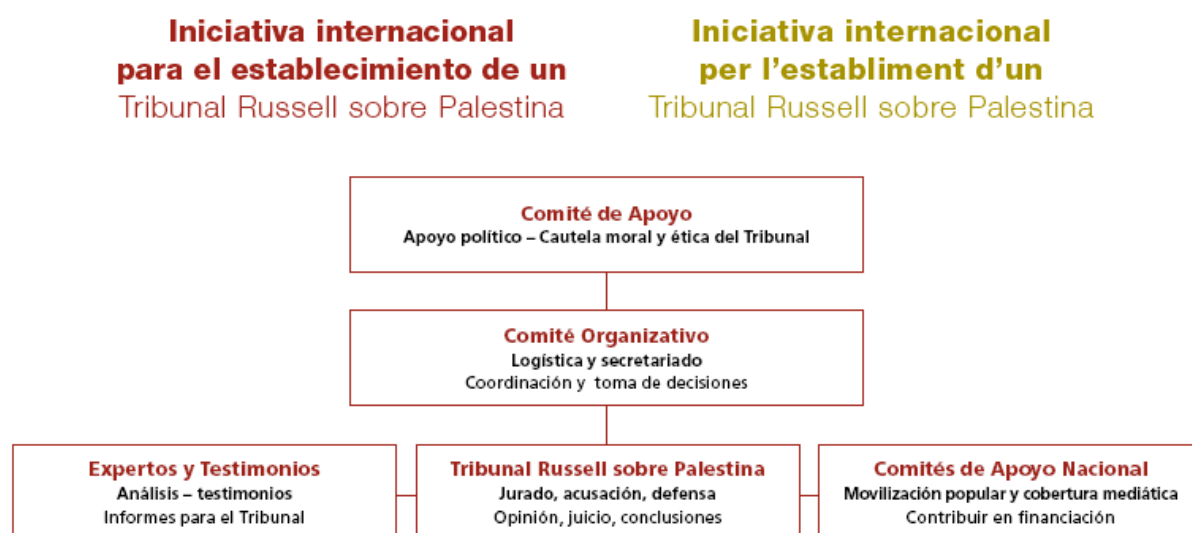 Iniciativa internacional
para el establecimiento de un
Tribunal Russell sobre Palestina
Iniciativa internacional
per l'establiment d'un
Tribunal Russell sobre Palestina
Comité de Apoyo
Apoyo político – Cautela moral y ética del Tribunal
Comité Organizativo
Logística y secretariado
Coordinación y toma de decisiones
Expertos y Testimonios
Análisis – testimonios
Informes para el Tribunal
Tribunal Russell sobre Palestina
Jurado, acusación, defensa
Opinión, juicio, conclusiones
Comités de Apoyo Nacional
Movilización popular y cobertura mediática
Contribuir en financiación